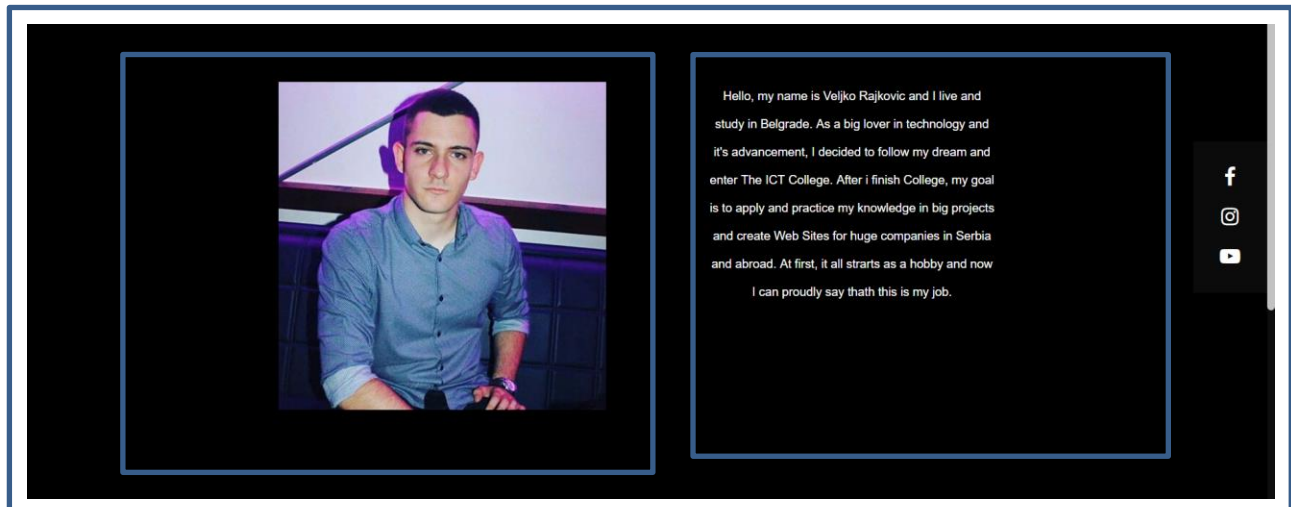 Hello, my name is Veljko Rajkovic and I live and
study in Belgrade. As a big lover in technology and
it's advancement, I decided to follow my dream and
enter The ICT College. After i finish College, my goal
is to apply and practice my knowledge in big projects
and create Web Sites for huge companies in Serbia
and abroad. At first, it all strarts as a hobby and now
I can proudly say thath this is my job.